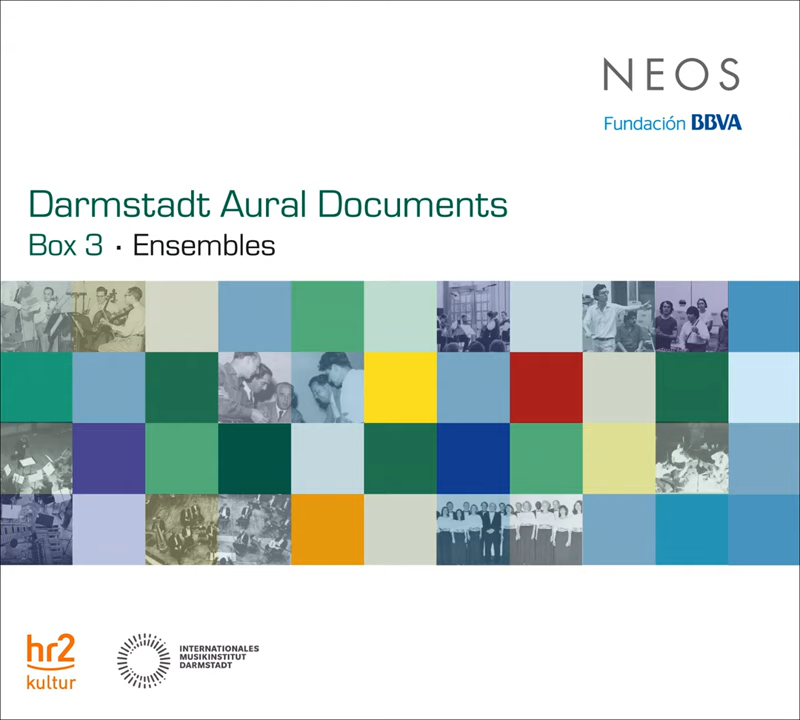 NEOS
Fundación BBVA
Darmstadt Aural Documents
Box 3 · Ensembles
hr2
kultur
INTERNATIONALES
MUSIKINSTITUT
DARMSTADT